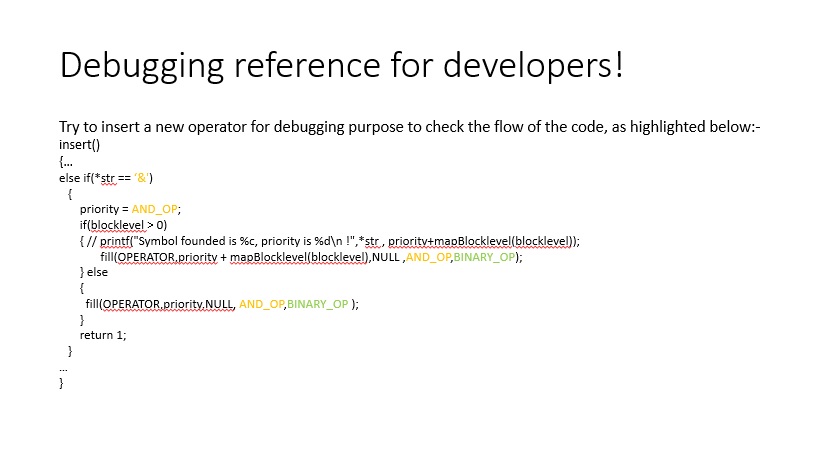 Debugging reference for developers!
Try to insert a new operator for debugging purpose to check the flow of the code, as highlighted below:-
insert()
{...
else if(*str == ‘&’)
{
priority = AND_OP;
if(blocklevel > 0)
{ // printf("Symbol founded is %c, priority is %d\n !",*str , priority+mapBlocklevel(blocklevel));
fill(OPERATOR,priority + mapBlocklevel(blocklevel),NULL ,AND_OP,BINARY_OP);
} else
{
fill(OPERATOR,priority,NULL, AND_OP,BINARY_OP );
}
return 1;
}
...
}